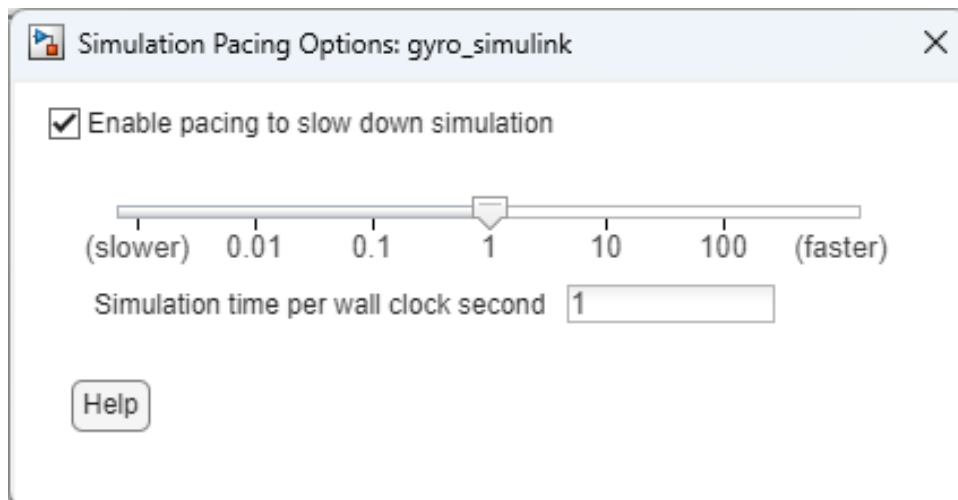 Simulation Pacing Options: gyro_simulink
Enable pacing to slow down simulation
(slower) 0.01 0.1 1 10 100 (faster)
Simulation time per wall clock second 1
Help